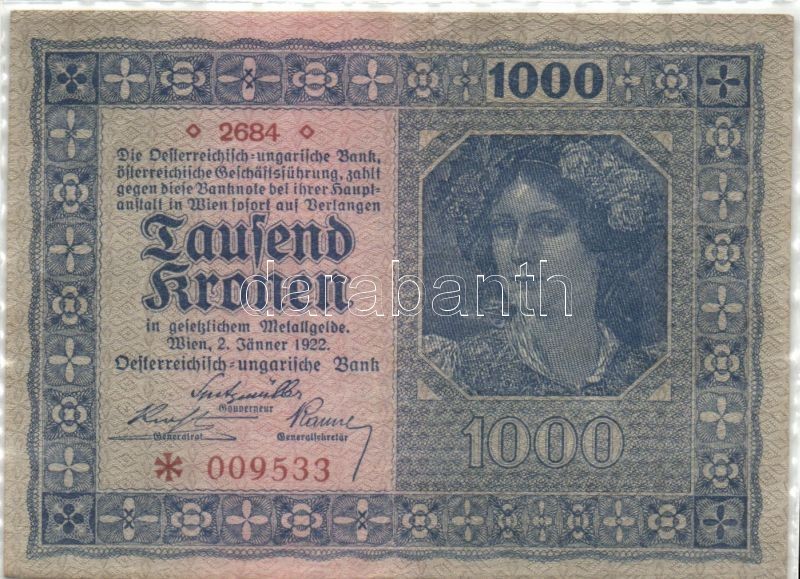 1000
◇ 2684 ◇
Die Oesterreichisch-ungarische Bank,
österreichische Geschäftsführung, zahlt
gegen diese Banknote bei ihrer Haupt-
anstalt in Wien sofort auf Verlangen
Tausend
Kronen
in gesetzlichem Metallgelde.
Wien, 2. Jänner 1922.
Oesterreichisch-ungarische Bank
Spitzmüller
Gouverneur
Generalrat
Generalsekretär
* 009533
1000
darabanth